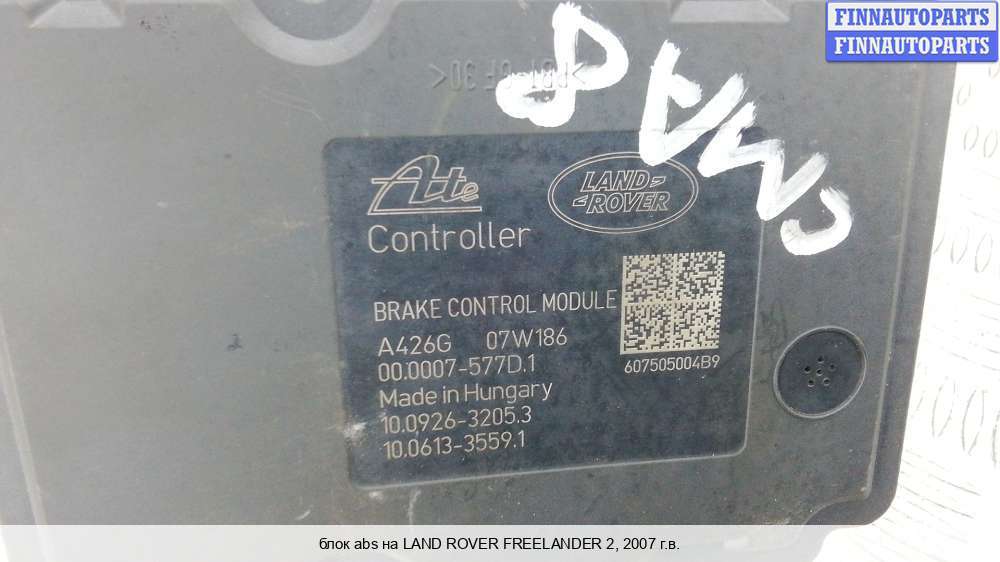 FINNAUTOPARTS
FINNAUTOPARTS
Ate
LAND
ROVER
Controller
BRAKE CONTROL MODULE
A426G 07W186
00.0007-577D.1
607505004B9
Made in Hungary
10.0926-3205.3
10.0613-3559.1
блок abs на LAND ROVER FREELANDER 2, 2007 г.в.